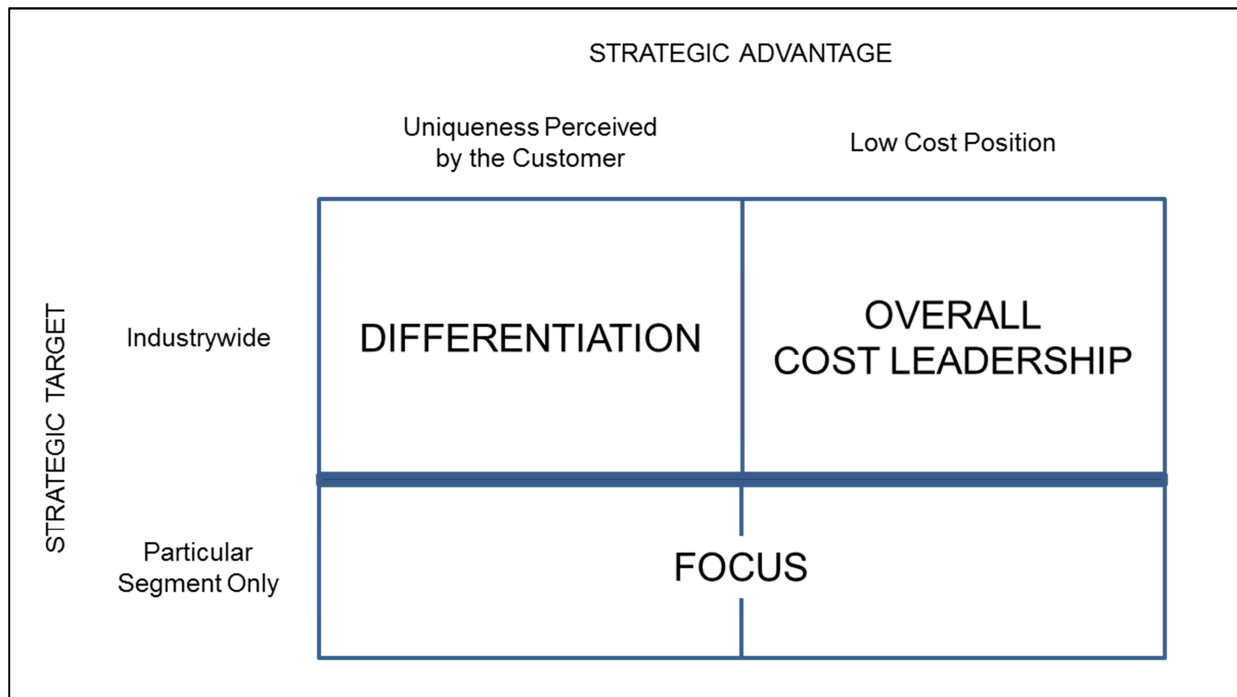 STRATEGIC ADVANTAGE
Uniqueness Perceived
by the Customer
Low Cost Position
STRATEGIC TARGET
Industrywide
DIFFERENTIATION
OVERALL
COST LEADERSHIP
Particular
Segment Only
FOCUS